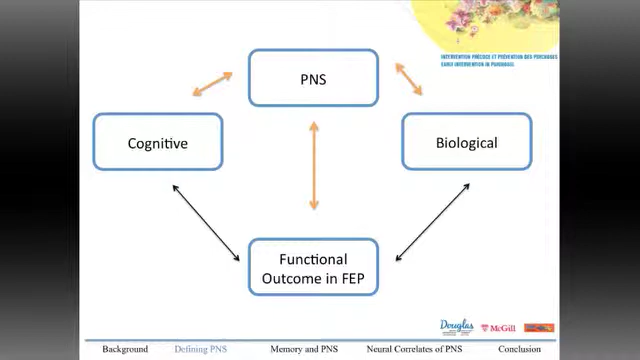 INTERVENTION PRÉCOCE ET PRÉVENTION DES PSYCHOSES
EARLY INTERVENTION IN PSYCHOSIS
PNS
Cognitive
Biological
Functional
Outcome in FEP
Douglas
McGill
Background
Defining PNS
Memory and PNS
Neural Correlates of PNS
Conclusion